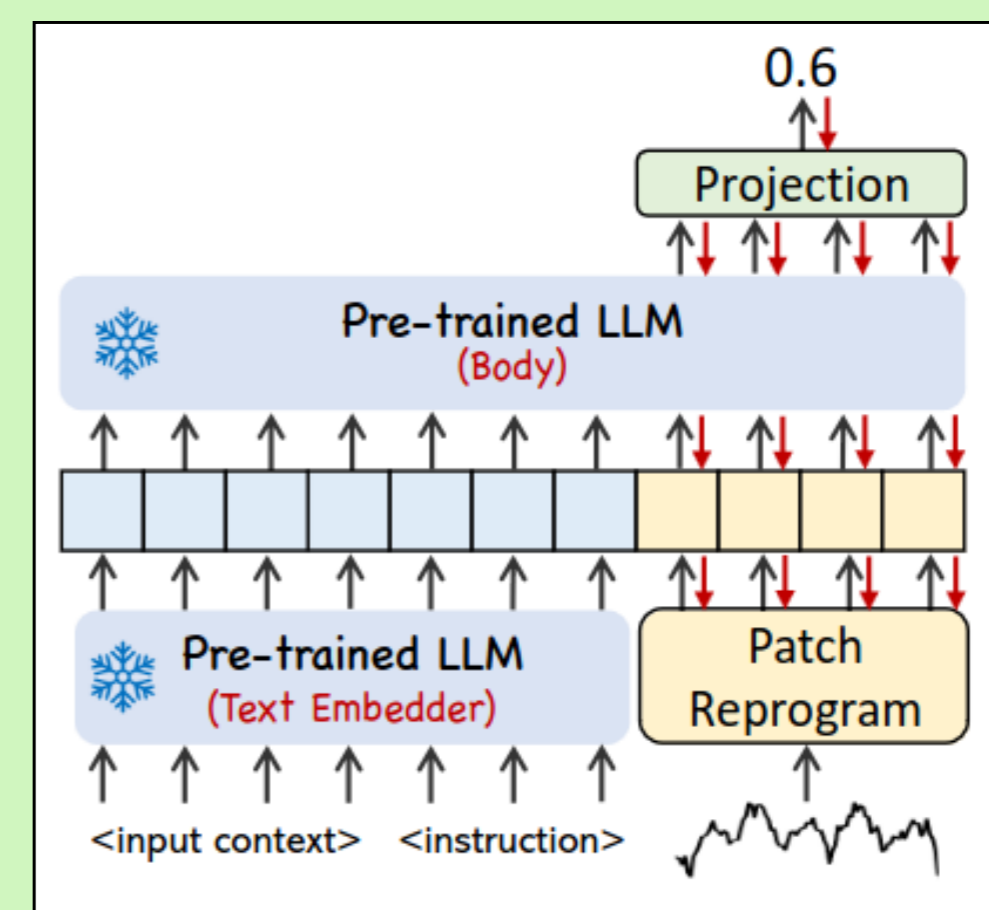 0.6
Projection
Pre-trained LLM
(Body)
Pre-trained LLM
(Text Embedder)
Patch
Reprogram
<input context> <instruction>